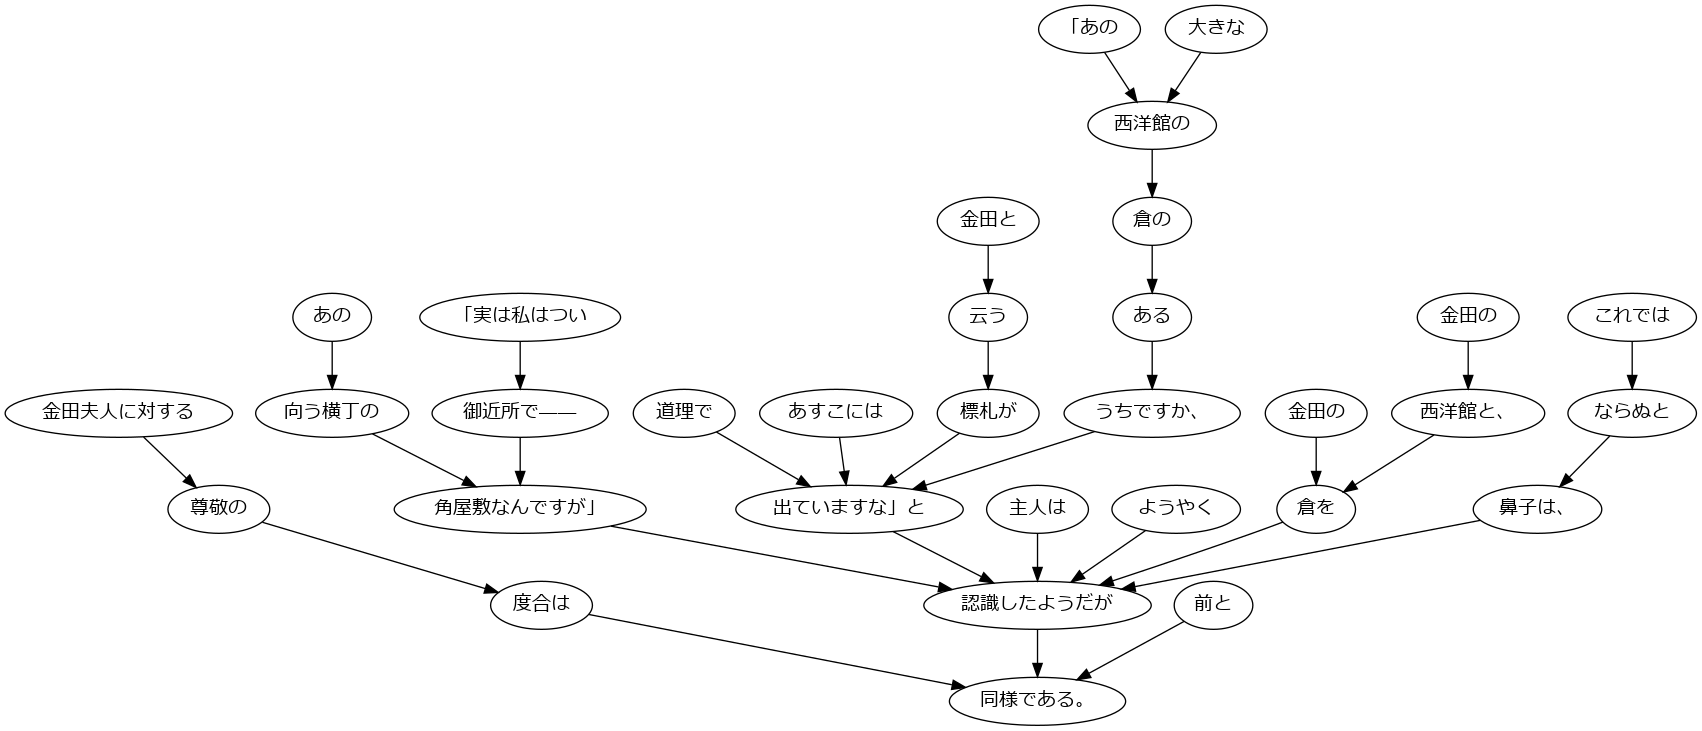 「あの
大きな
西洋館の
金田と
倉の
あの
「実は私はつい
云う
ある
金田の
これでは
金田夫人に対する
向う横丁の
御近所で――
道理で
あすこには
標札が
うちですか、
金田の
西洋館と、
ならぬと
尊敬の
角屋敷なんですが」
出ていますな」と
主人は
ようやく
倉を
鼻子は、
度合は
認識したようだが
前と
同様である。